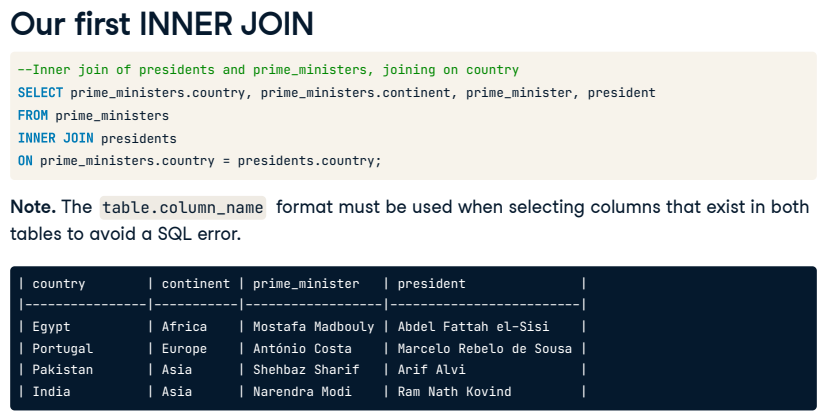 Our first INNER JOIN
--Inner join of presidents and prime_ministers, joining on country
SELECT prime_ministers.country, prime_ministers.continent, prime_minister, president
FROM prime_ministers
INNER JOIN presidents
ON prime_ministers.country = presidents.country;
Note. The table.column_name format must be used when selecting columns that exist in both
tables to avoid a SQL error.
| country        | continent | prime_minister   | president               |
|----------------|-----------|------------------|-------------------------|
| Egypt          | Africa    | Mostafa Madbouly | Abdel Fattah el-Sisi    |
| Portugal       | Europe    | António Costa    | Marcelo Rebelo de Sousa |
| Pakistan       | Asia      | Shehbaz Sharif   | Arif Alvi               |
| India          | Asia      | Narendra Modi    | Ram Nath Kovind         |